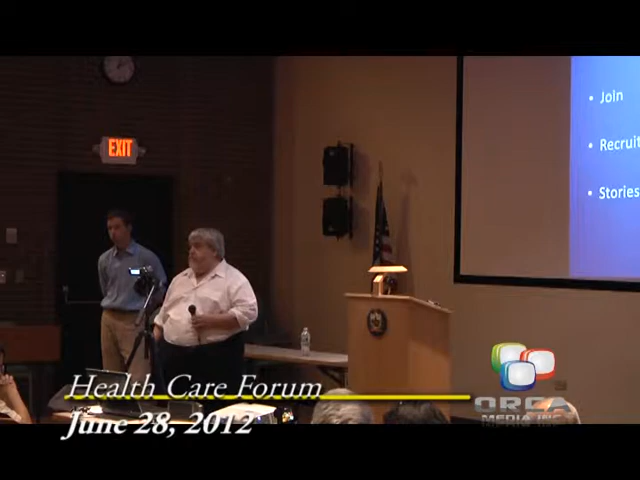 EXIT
• Join
• Recruit
• Stories
Health Care Forum
June 28, 2012
ORCA
MEDIA INC